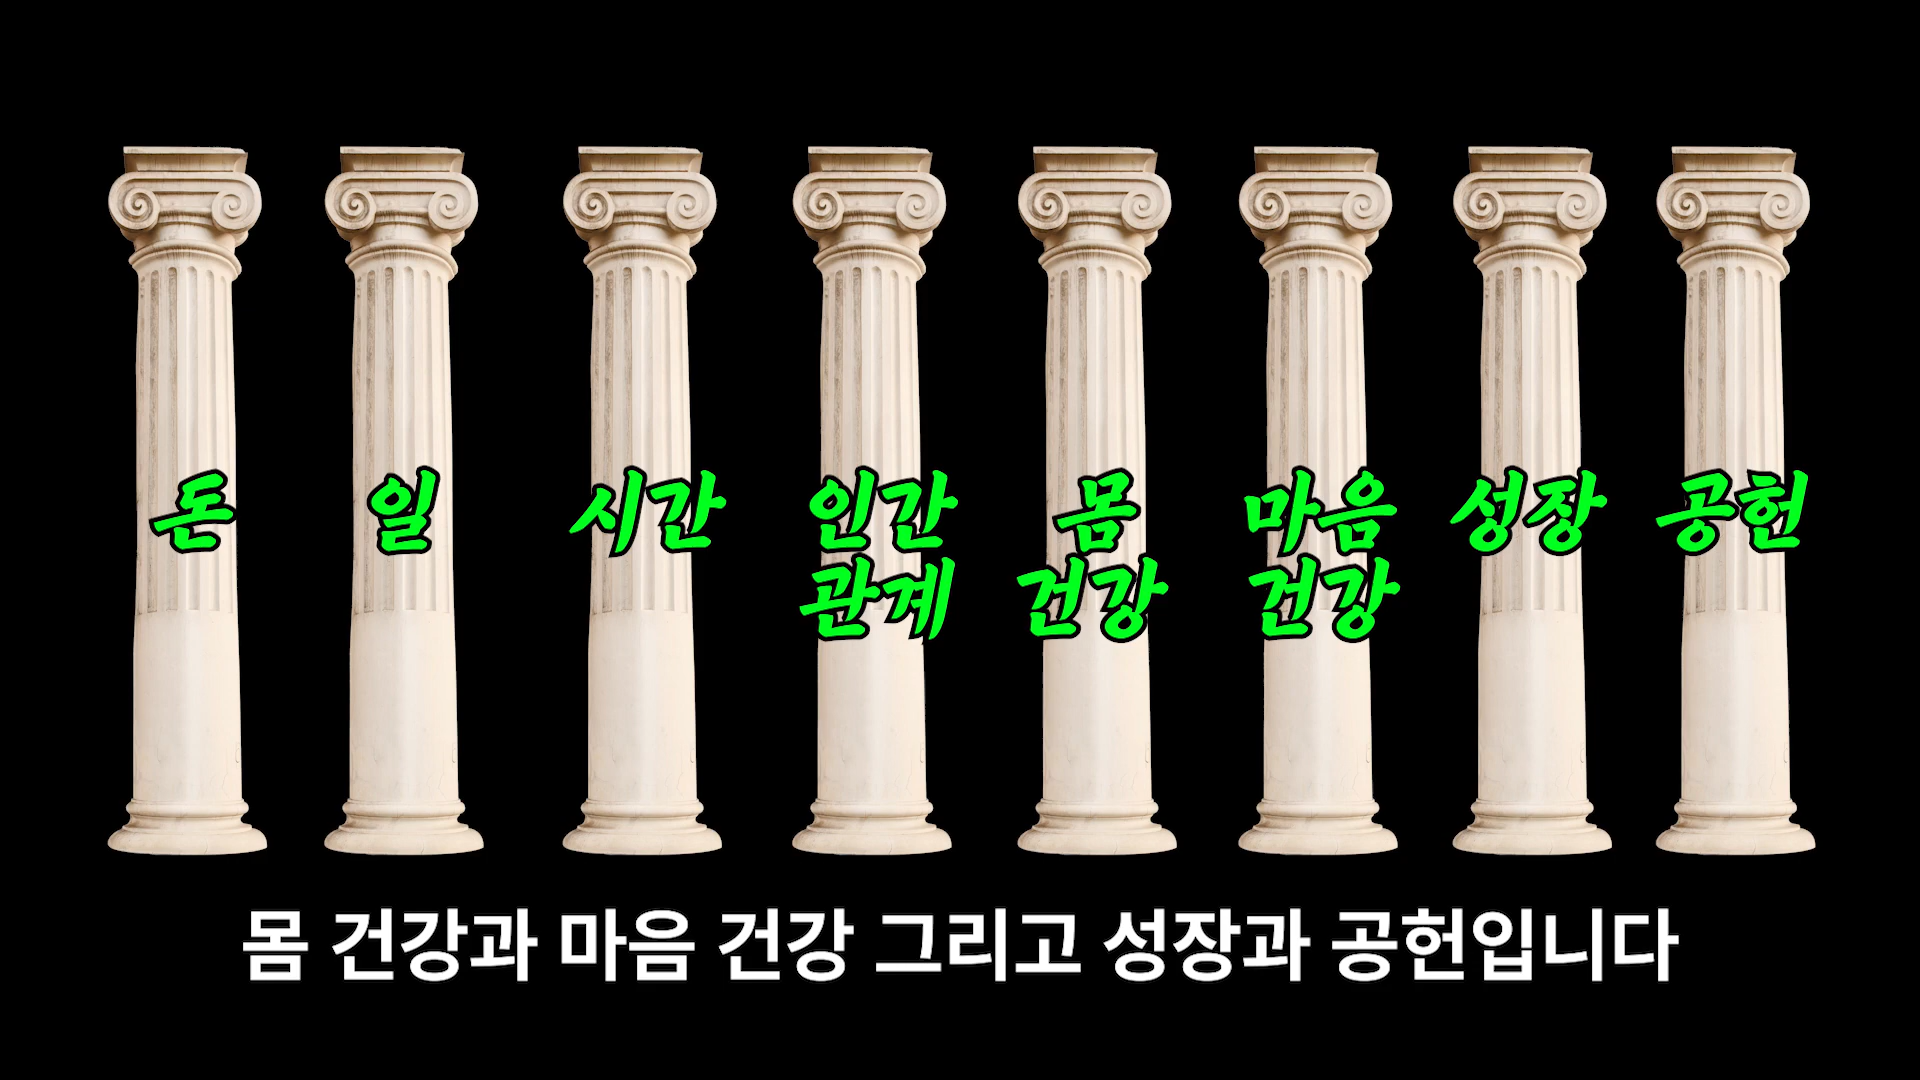 돈
일
시간
인간
관계
몸
건강
마음
건강
성장
공헌
몸 건강과 마음 건강 그리고 성장과 공헌입니다